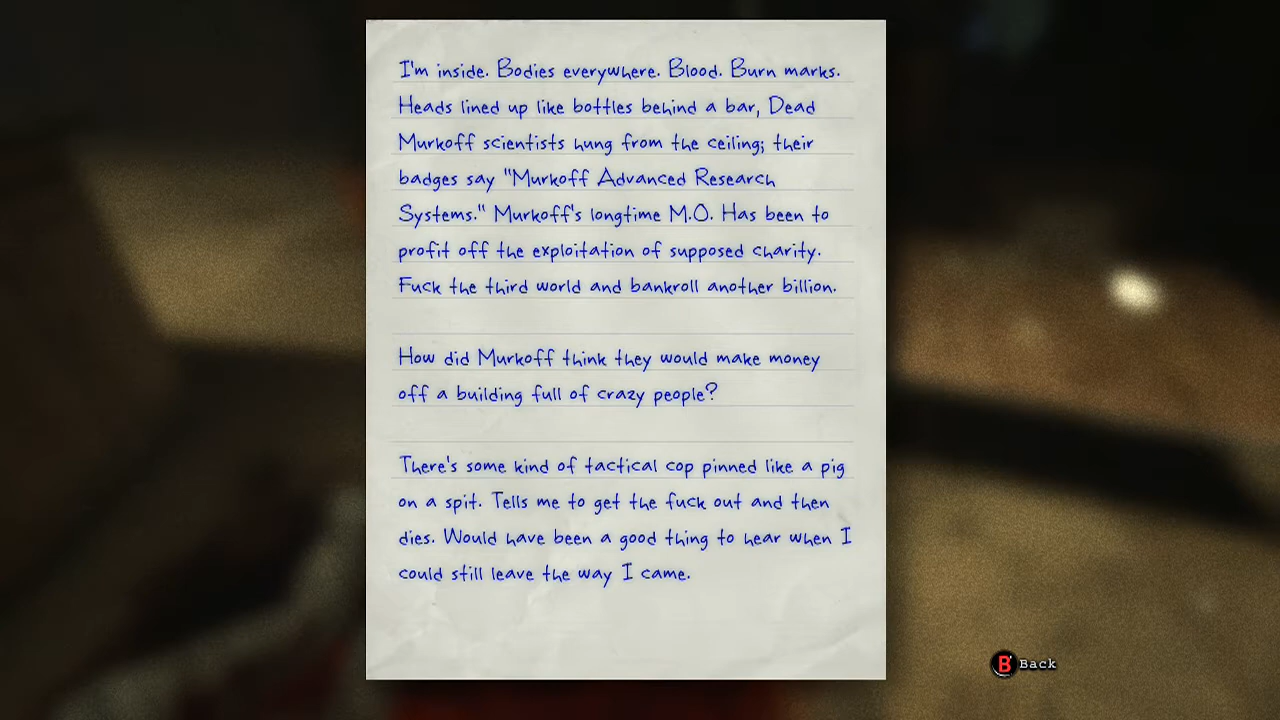 I'm inside. Bodies everywhere. Blood. Burn marks.
Heads lined up like bottles behind a bar, Dead
Murkoff scientists hung from the ceiling; their
badges say "Murkoff Advanced Research
Systems." Murkoff's longtime M.O. Has been to
profit off the exploitation of supposed charity.
Fuck the third world and bankroll another billion.
How did Murkoff think they would make money
off a building full of crazy people?
There's some kind of tactical cop pinned like a pig
on a spit. Tells me to get the fuck out and then
dies. Would have been a good thing to hear when I
could still leave the way I came.
B Back